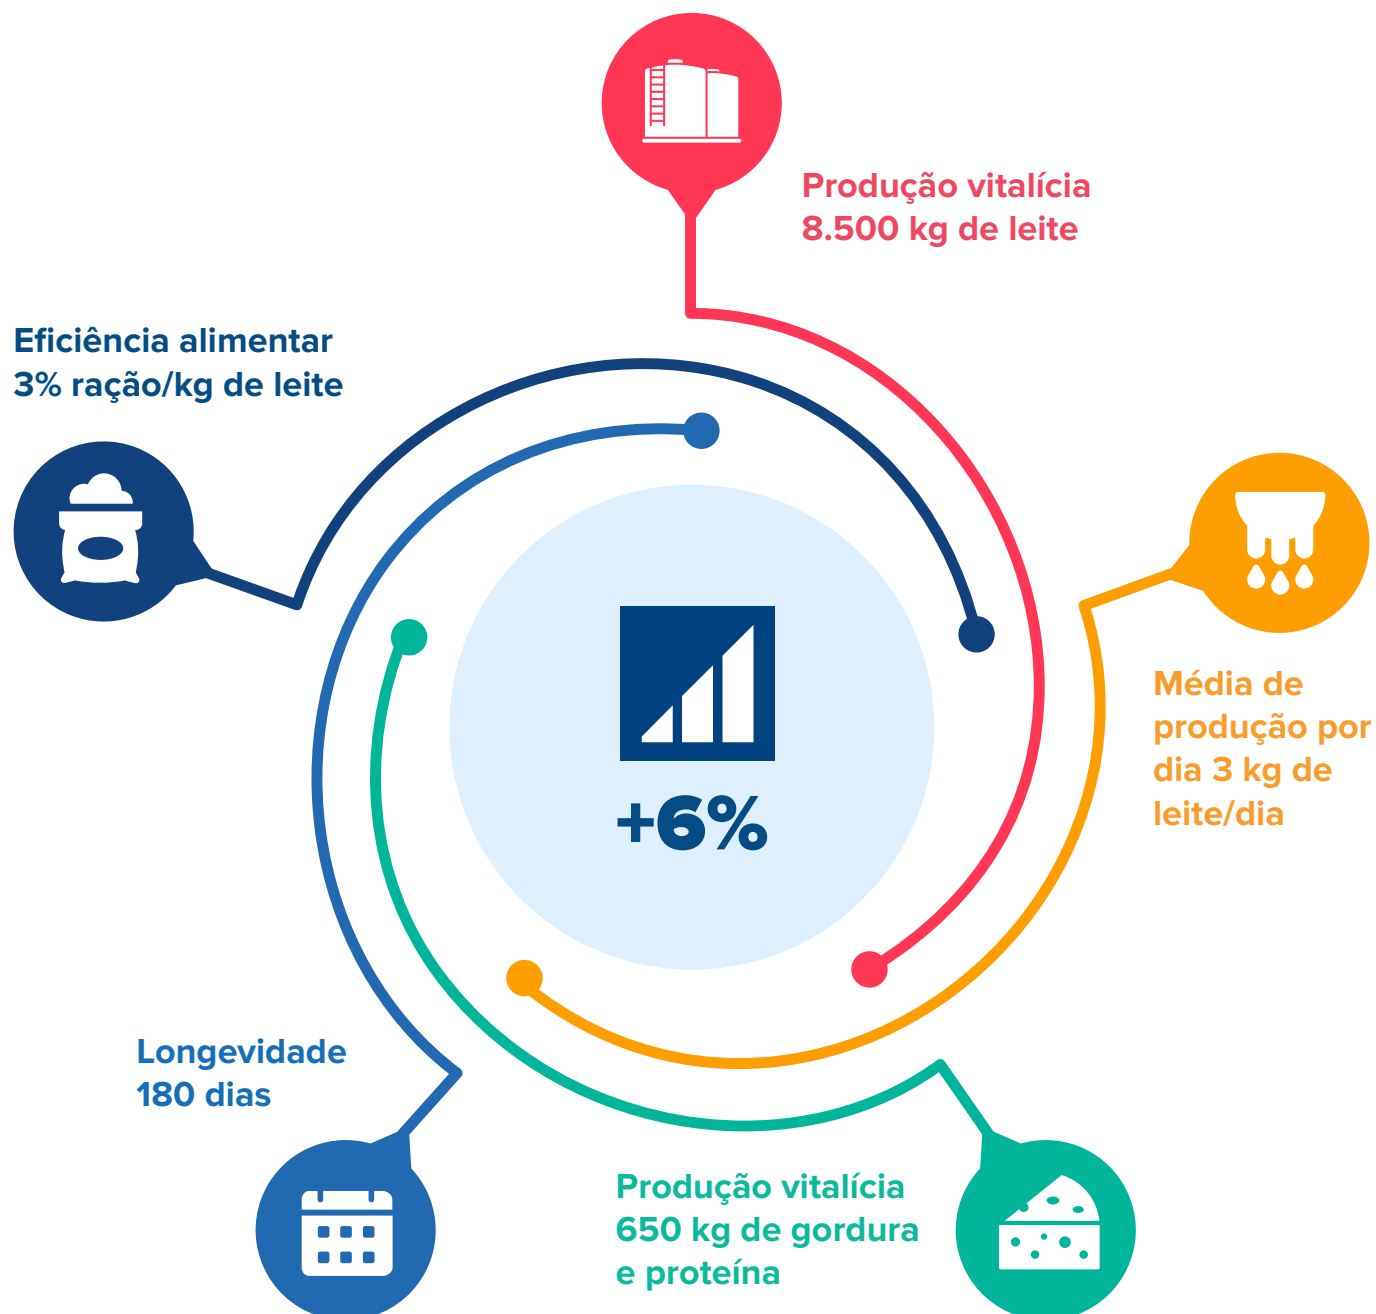 Produção vitalícia
8.500 kg de leite
Eficiência alimentar
3% ração/kg de leite
Média de
produção por
dia 3 kg de
leite/dia
+6%
Longevidade
180 dias
Produção vitalícia
650 kg de gordura
e proteína